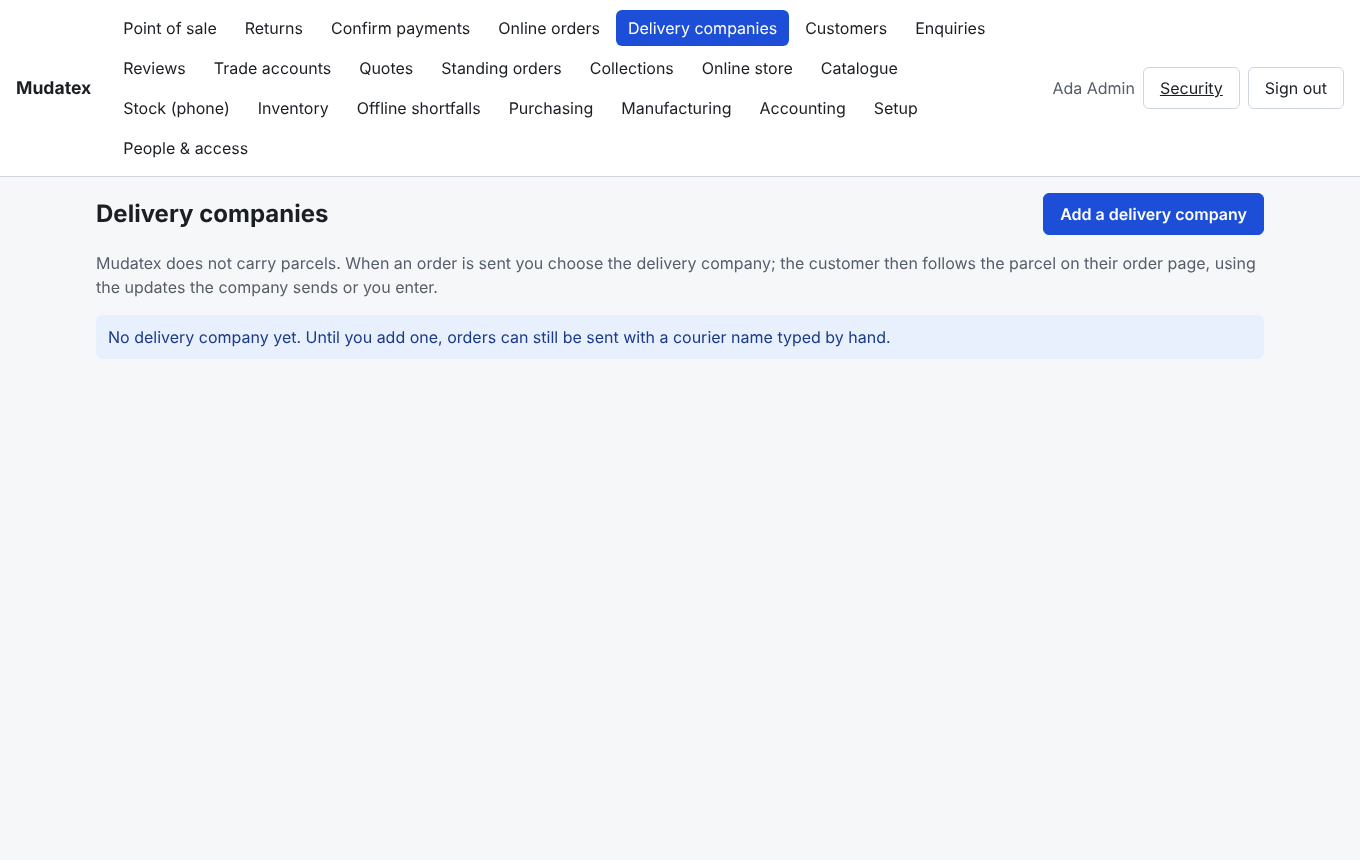 Mudatex
Point of sale Returns Confirm payments Online orders Delivery companies Customers Enquiries
Reviews Trade accounts Quotes Standing orders Collections Online store Catalogue
Stock (phone) Inventory Offline shortfalls Purchasing Manufacturing Accounting Setup
People & access
Ada Admin Security Sign out
Delivery companies
Add a delivery company
Mudatex does not carry parcels. When an order is sent you choose the delivery company; the customer then follows the parcel on their order page, using
the updates the company sends or you enter.
No delivery company yet. Until you add one, orders can still be sent with a courier name typed by hand.